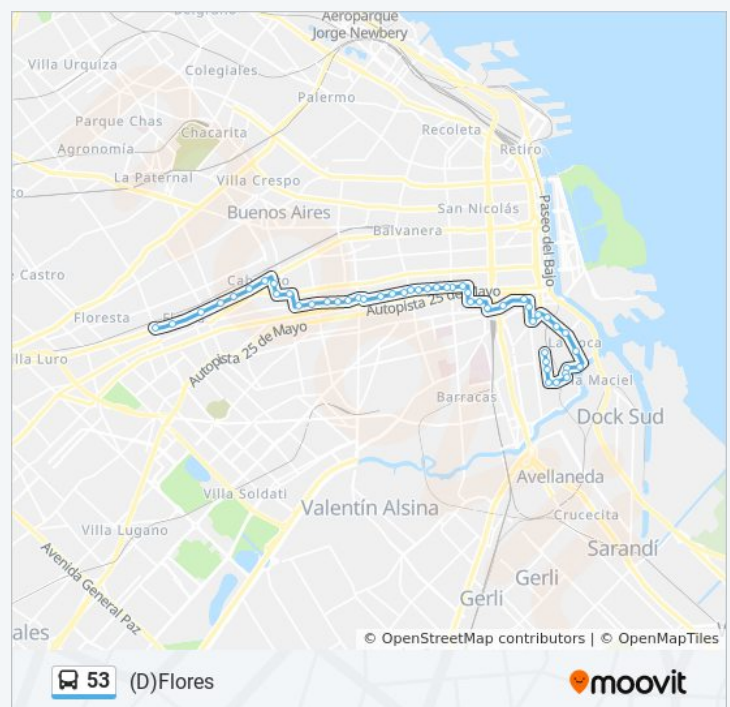 Aeroparque
Jorge Newbery
Belgrano
Villa Urquiza
Colegiales
Palermo
Parque Chas
Chacarita
Recoleta
Agronomía
Retiro
La Paternal
Villa Crespo
Buenos Aires
San Nicolás
Paseo del Bajo
Balvanera
e Castro
Caballito
Floresta
Flores
Autopista 25 de Mayo
Autopista 25 de Mayo
illa Luro
La Boca
Isla Maciel
Barracas
Dock Sud
Avellaneda
Villa Soldati
Valentín Alsina
Crucecita
Villa Lugano
Sarandí
Avenida General Paz
Gerli
Gerli
ales
© OpenStreetMap contributors | © OpenMapTiles
53 (D)Flores
moovit